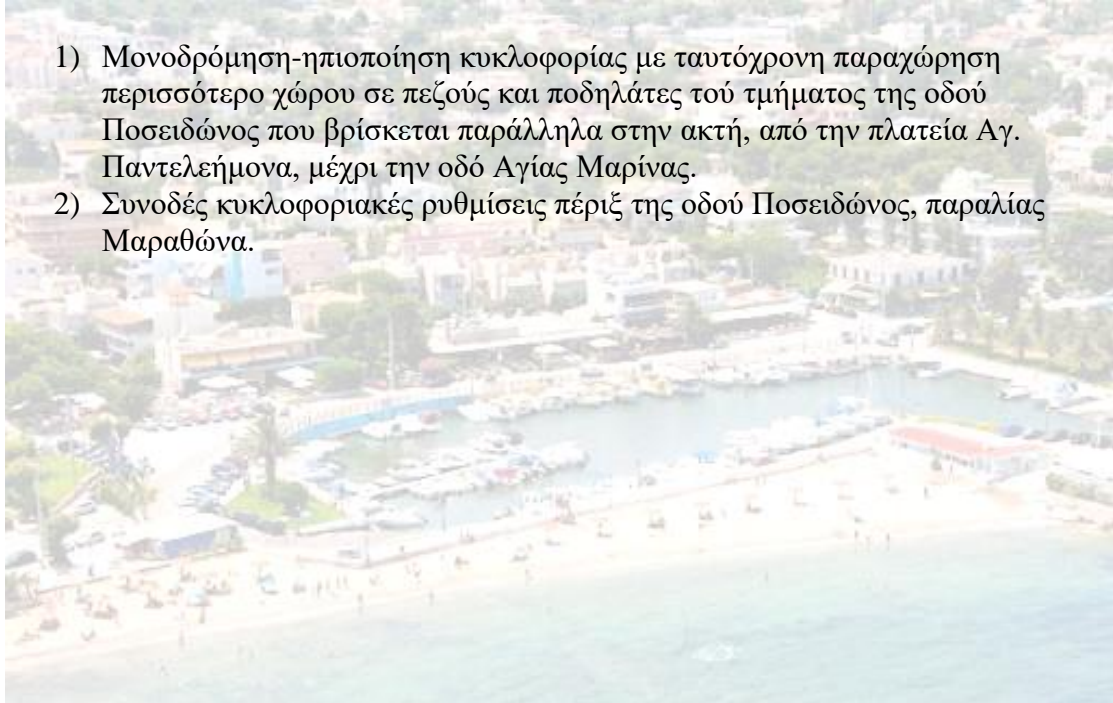 1) Μονοδρόμηση-ηπιοποίηση κυκλοφορίας με ταυτόχρονη παραχώρηση
περισσότερο χώρου σε πεζούς και ποδηλάτες τού τμήματος της οδού
Ποσειδώνος που βρίσκεται παράλληλα στην ακτή, από την πλατεία Αγ.
Παντελεήμονα, μέχρι την οδό Αγίας Μαρίνας.
2) Συνοδές κυκλοφοριακές ρυθμίσεις πέριξ της οδού Ποσειδώνος, παραλίας
Μαραθώνα.